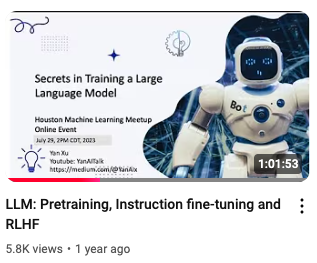 Secrets in Training a Large
Language Model
Houston Machine Learning Meetup
Online Event
July 29, 2PM CDT, 2023
Yan Xu
Youtube: YanAITalk
https://medium.com/@YanAIx
Bot
1:01:53
LLM: Pretraining, Instruction fine-tuning and
RLHF
5.8K views • 1 year ago